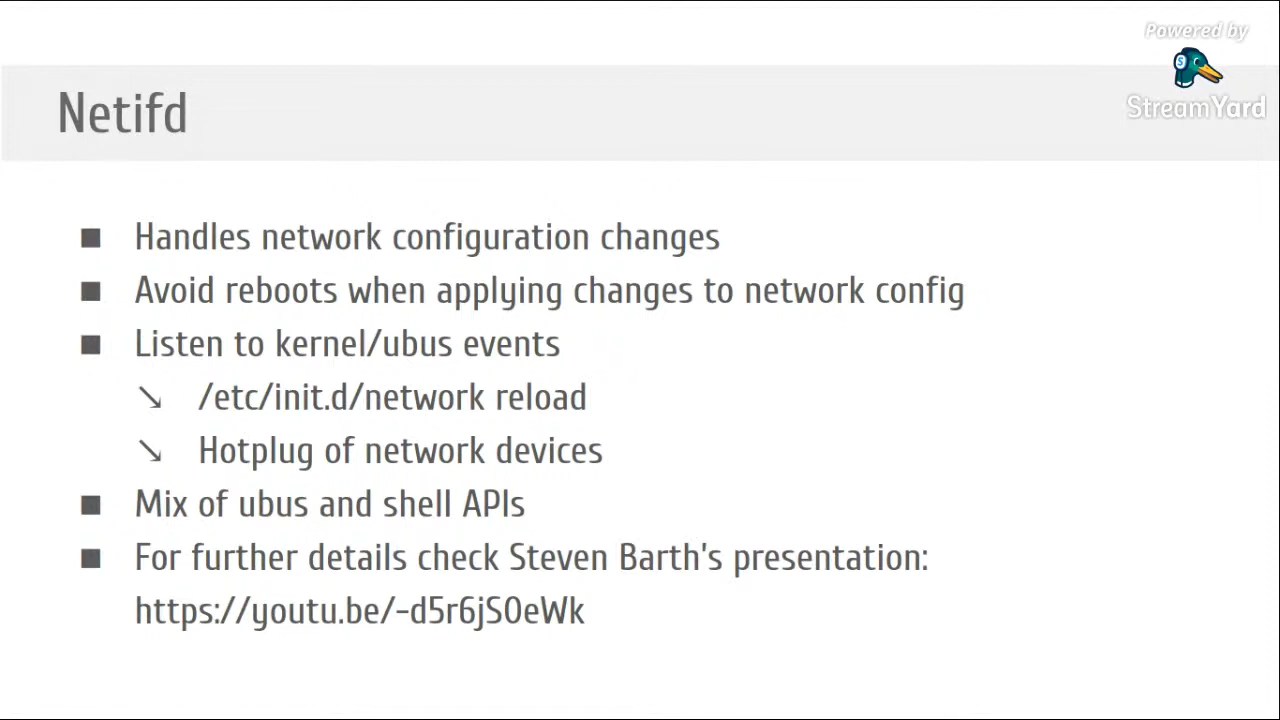 Powered by
StreamYard
Netifd
■ Handles network configuration changes
■ Avoid reboots when applying changes to network config
■ Listen to kernel/ubus events
↘ /etc/init.d/network reload
↘ Hotplug of network devices
■ Mix of ubus and shell APIs
■ For further details check Steven Barth's presentation:
https://youtu.be/-d5r6jS0eWk